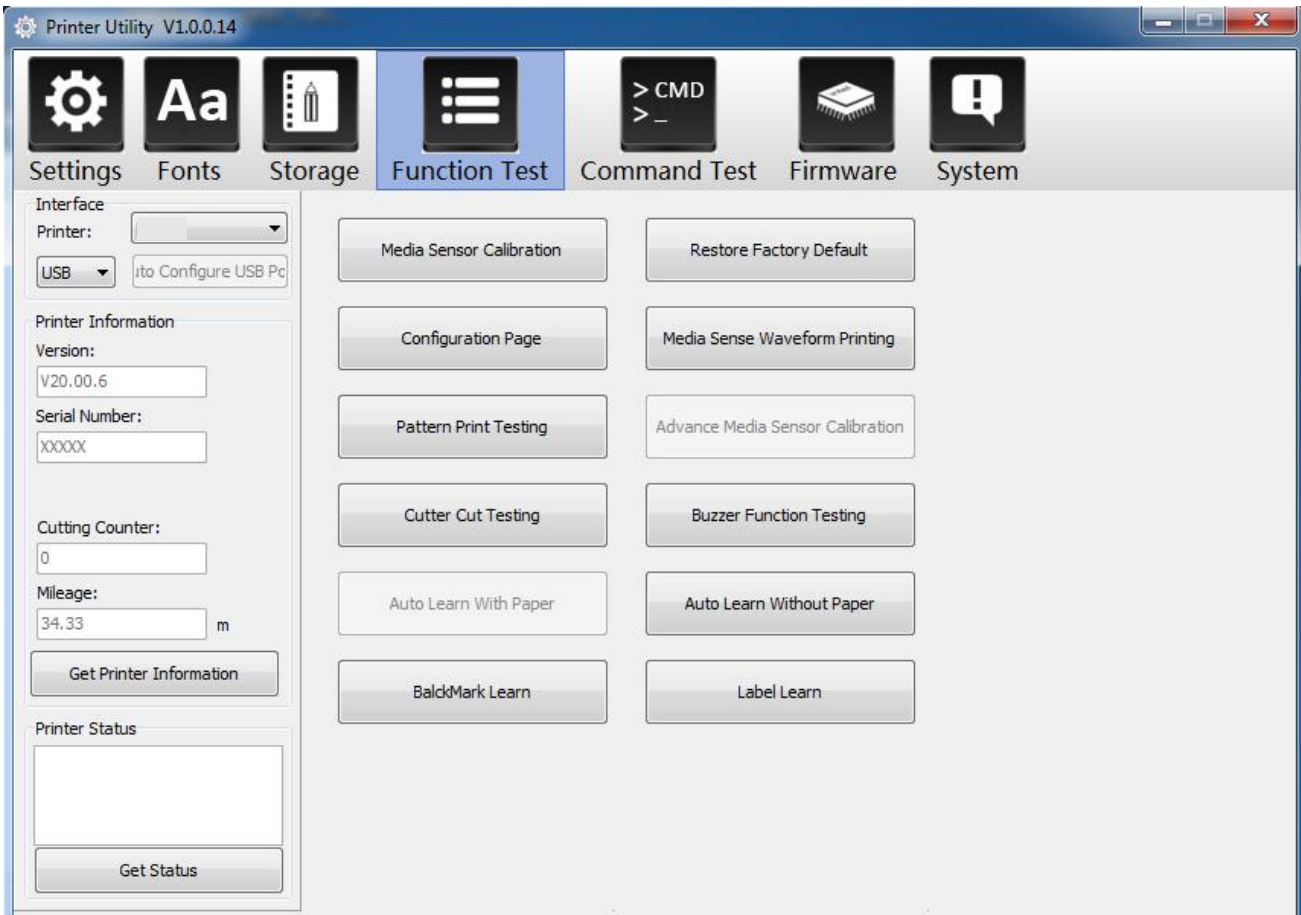 Printer Utility V1.0.0.14
Aa
> CMD
> _
Settings Fonts Storage Function Test Command Test Firmware System
Interface
Printer:
USB ito Configure USB Pc
Printer Information
Version:
V20.00.6
Serial Number:
XXXXX
Cutting Counter:
0
Mileage:
34.33 m
Get Printer Information
Printer Status
Get Status
Media Sensor Calibration Restore Factory Default
Configuration Page Media Sense Waveform Printing
Pattern Print Testing Advance Media Sensor Calibration
Cutter Cut Testing Buzzer Function Testing
Auto Learn With Paper Auto Learn Without Paper
BalckMark Learn Label Learn